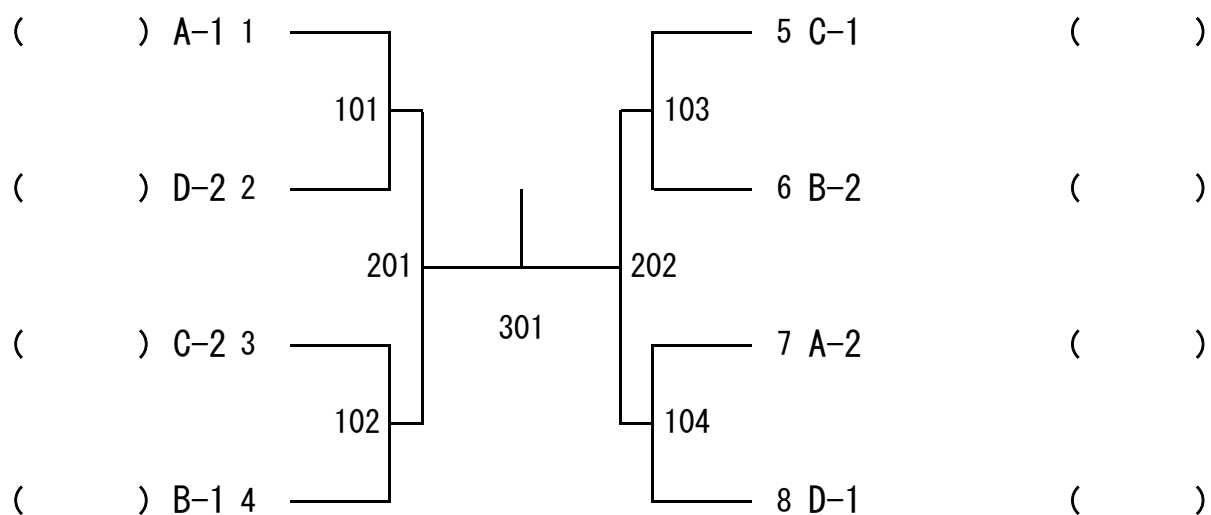 (　　　) A-1 1　5 C-1　(　　　)
101　103
(　　　) D-2 2　6 B-2　(　　　)
201　202
301
(　　　) C-2 3　7 A-2　(　　　)
102　104
(　　　) B-1 4　8 D-1　(　　　)